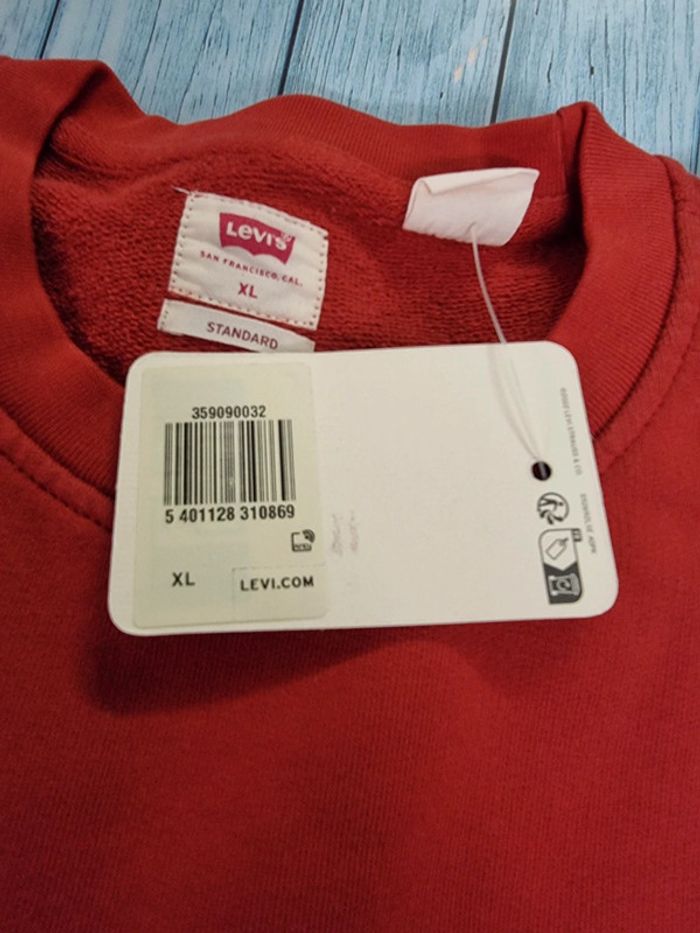 LEVI'S
SAN FRANCISCO, CAL.
XL
STANDARD
359090032
5 401128 310869
XL
LEVI.COM